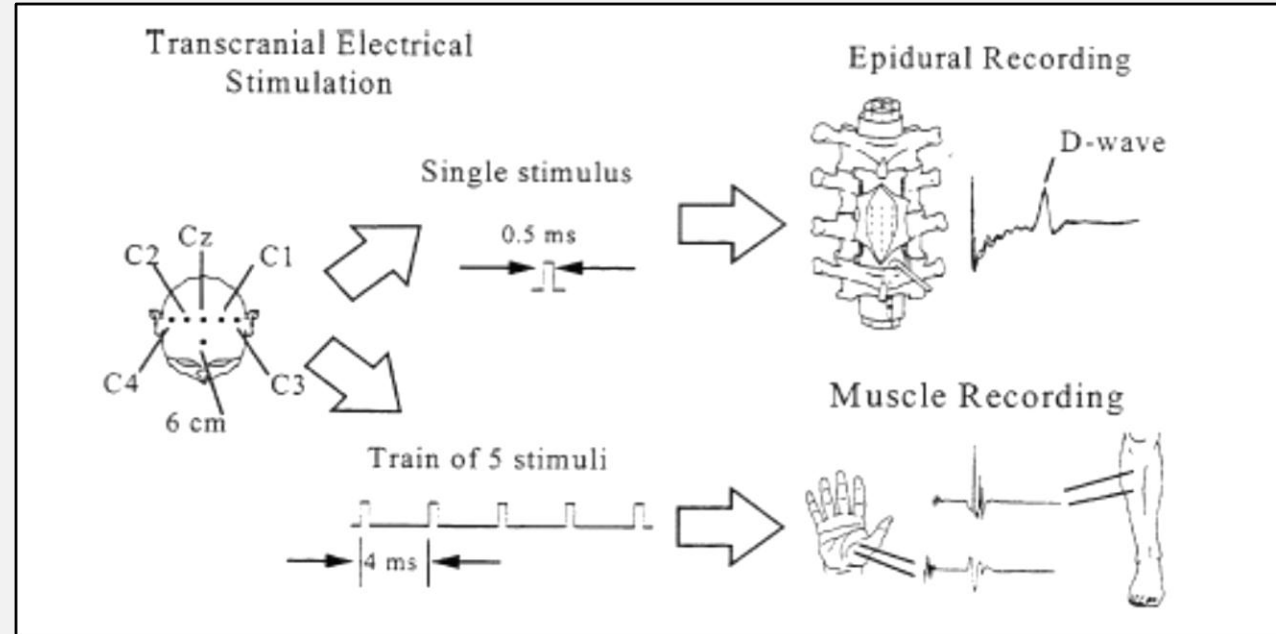 Transcranial Electrical
Stimulation
Epidural Recording
D-wave
Single stimulus
0.5 ms
Cz
C2
C1
C4
C3
6 cm
Muscle Recording
Train of 5 stimuli
4 ms